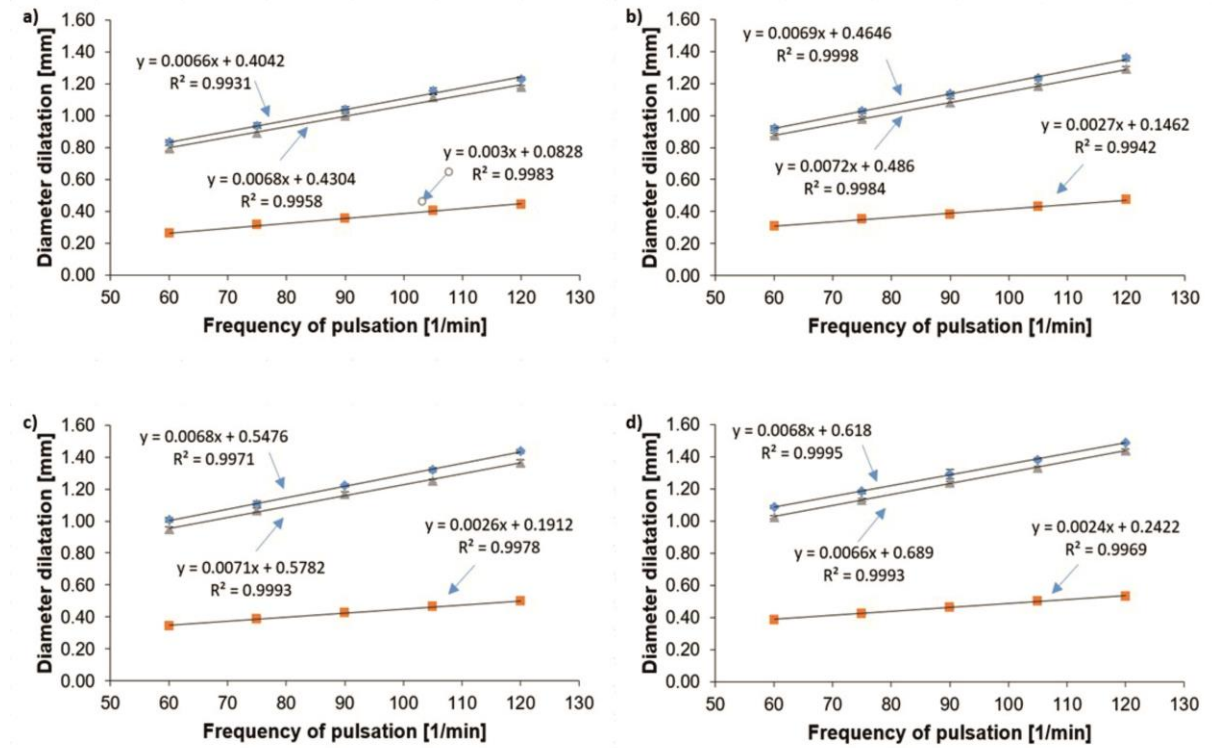 a)
Diameter dilatation [mm]
1.60
1.40
1.20
1.00
0.80
0.60
0.40
0.20
0.00
y = 0.0066x + 0.4042
R² = 0.9931
y = 0.0068x + 0.4304
R² = 0.9958
y = 0.003x + 0.0828
R² = 0.9983
50 60 70 80 90 100 110 120 130
Frequency of pulsation [1/min]
b)
Diameter dilatation [mm]
1.60
1.40
1.20
1.00
0.80
0.60
0.40
0.20
0.00
y = 0.0069x + 0.4646
R² = 0.9998
y = 0.0072x + 0.486
R² = 0.9984
y = 0.0027x + 0.1462
R² = 0.9942
50 60 70 80 90 100 110 120 130
Frequency of pulsation [1/min]
c)
Diameter dilatation [mm]
1.60
1.40
1.20
1.00
0.80
0.60
0.40
0.20
0.00
y = 0.0068x + 0.5476
R² = 0.9971
y = 0.0071x + 0.5782
R² = 0.9993
y = 0.0026x + 0.1912
R² = 0.9978
50 60 70 80 90 100 110 120 130
Frequency of pulsation [1/min]
d)
Diameter dilatation [mm]
1.60
1.40
1.20
1.00
0.80
0.60
0.40
0.20
0.00
y = 0.0068x + 0.618
R² = 0.9995
y = 0.0066x + 0.689
R² = 0.9993
y = 0.0024x + 0.2422
R² = 0.9969
50 60 70 80 90 100 110 120 130
Frequency of pulsation [1/min]